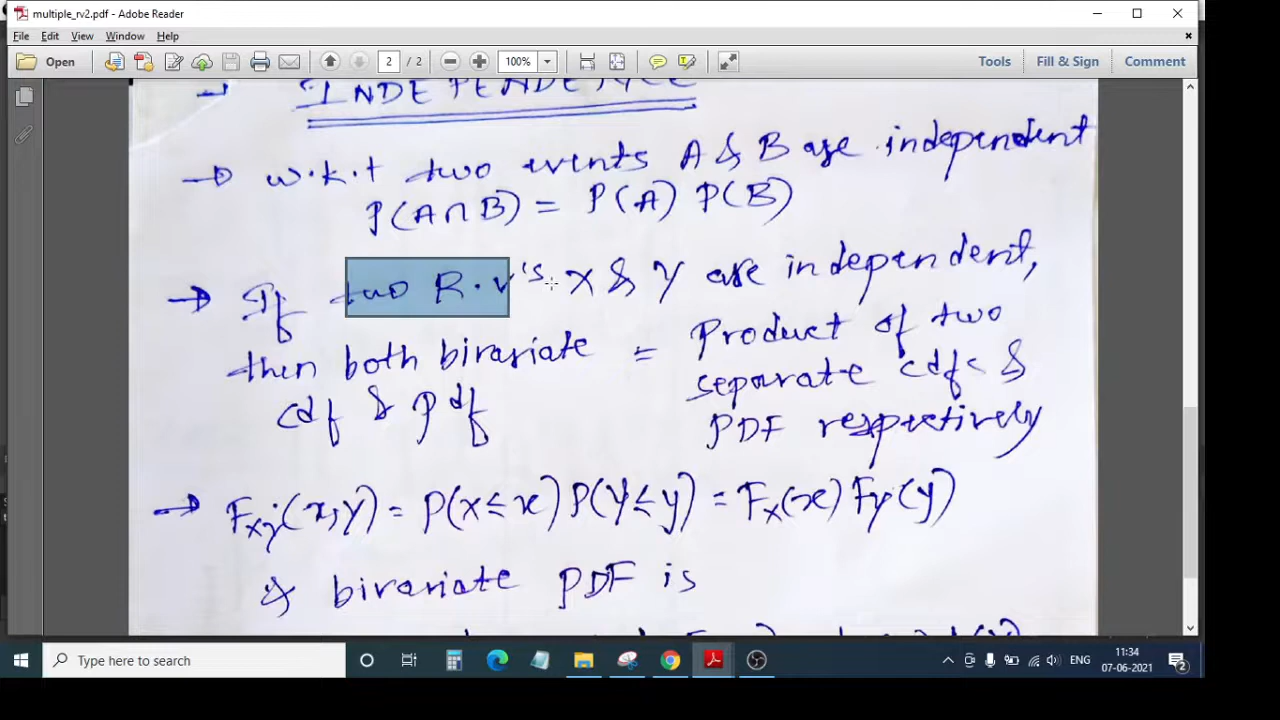 multiple_rv2.pdf - Adobe Reader
File Edit View Window Help
Open 2 / 2 100% Tools Fill & Sign Comment
INDEPENDENCE
→ w.k.t two events A & B are independent
P(A∩B) = P(A) P(B)
→ If two R.V's X & Y are independent,
then both bivariate = Product of two
cdf & Pdf separate cdfs &
PDF respectively
→ Fxy(x,y) = P(X≤x) P(Y≤y) = Fx(x) Fy(y)
& bivariate PDF is
Type here to search
ENG
11:34
07-06-2021
2